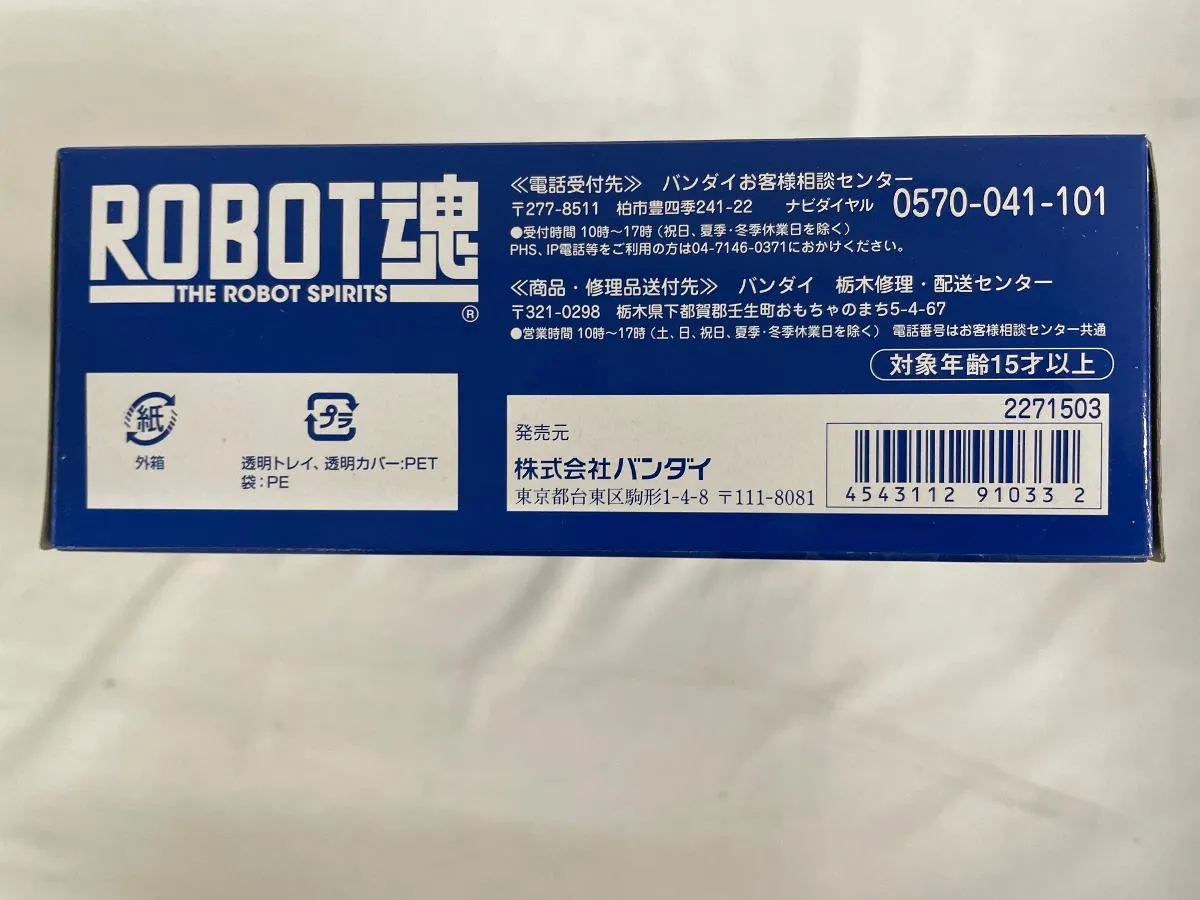 ROBOT魂
THE ROBOT SPIRITS
®
≪電話受付先≫ バンダイお客様相談センター
〒277-8511 柏市豊四季241-22 ナビダイヤル 0570-041-101
●受付時間 10時～17時（祝日、夏季・冬季休業日を除く）
PHS、IP電話等をご利用の方は04-7146-0371におかけください。
≪商品・修理品送付先≫ バンダイ 栃木修理・配送センター
〒321-0298 栃木県下都賀郡壬生町おもちゃのまち5-4-67
●営業時間 10時～17時（土、日、祝日、夏季・冬季休業日を除く） 電話番号はお客様相談センター共通
対象年齢15才以上
紙
外箱
プラ
透明トレイ、透明カバー:PET
袋:PE
2271503
発売元
株式会社バンダイ
東京都台東区駒形1-4-8 〒111-8081
4543112 91033 2